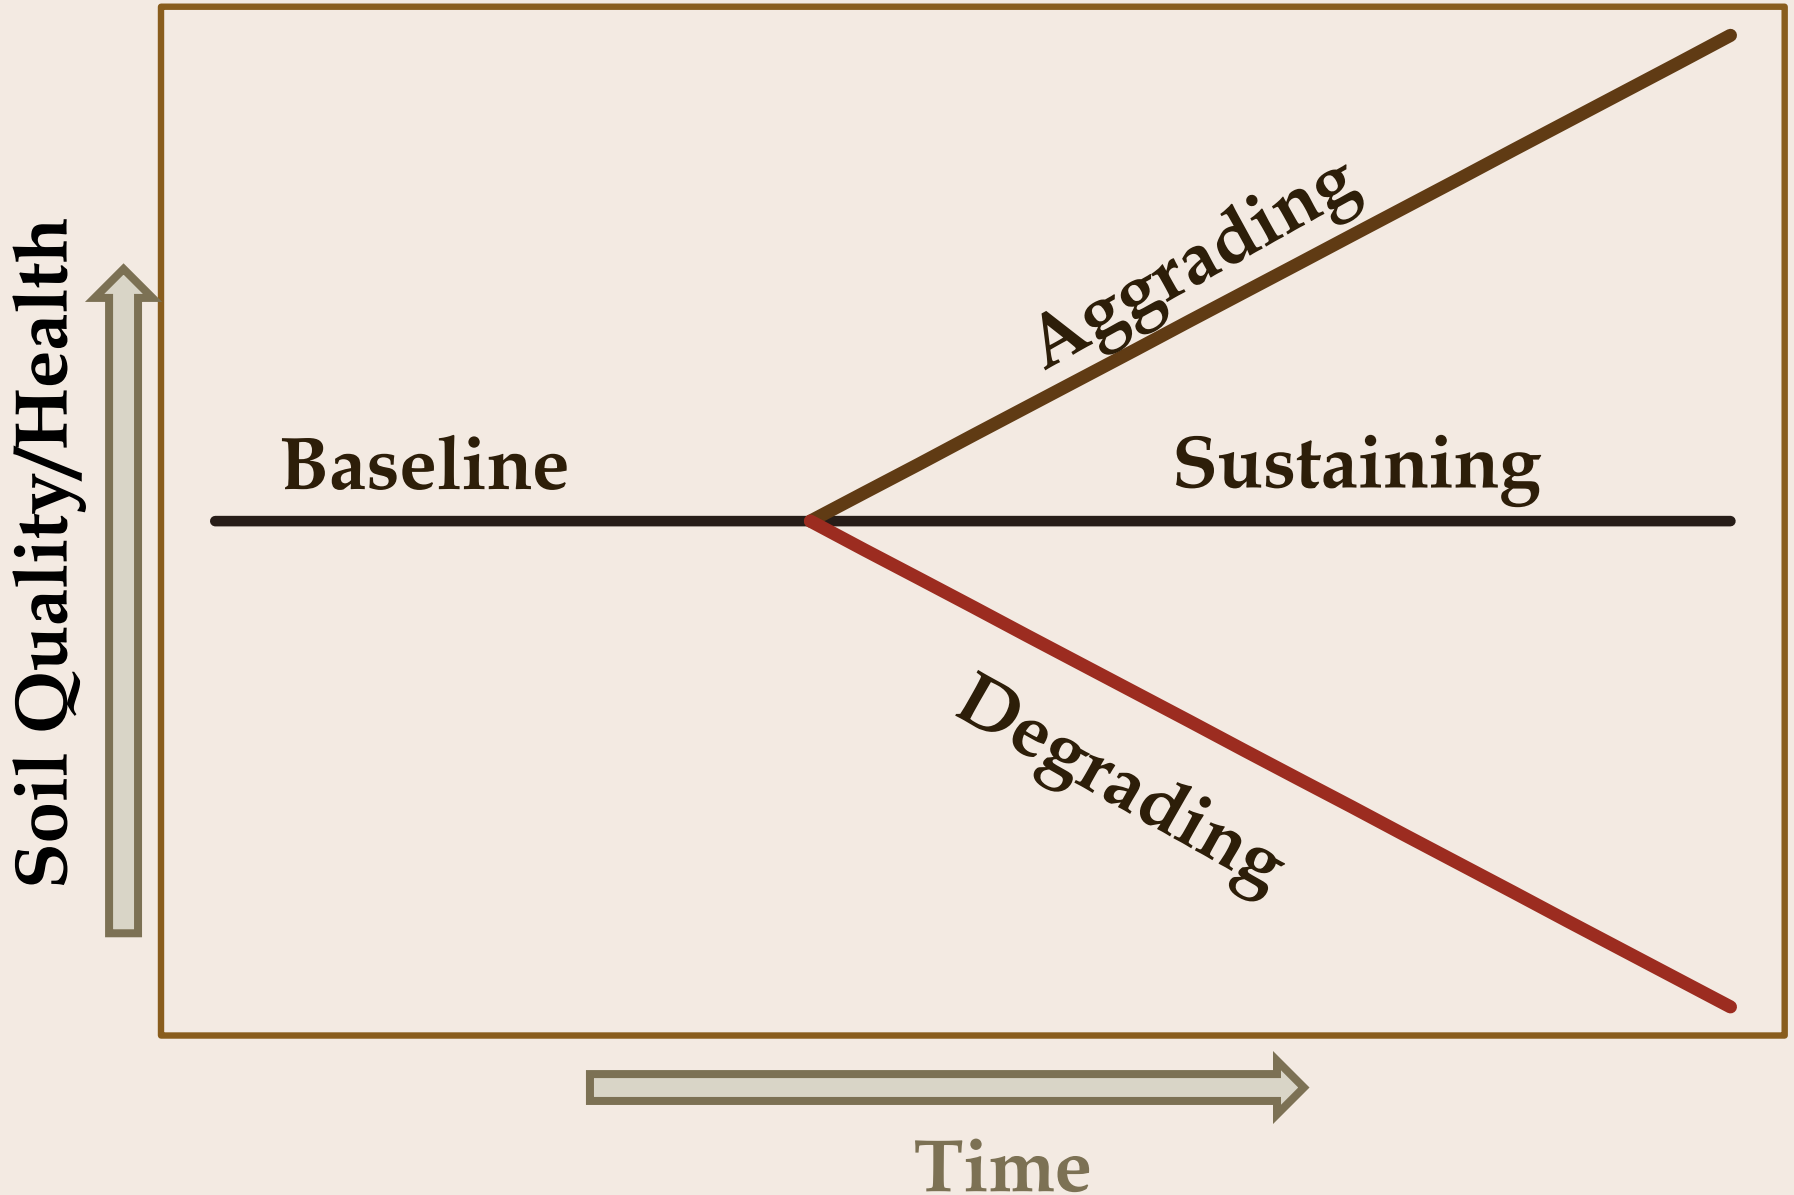 Soil Quality/Health
Aggrading
Baseline
Sustaining
Degrading
Time